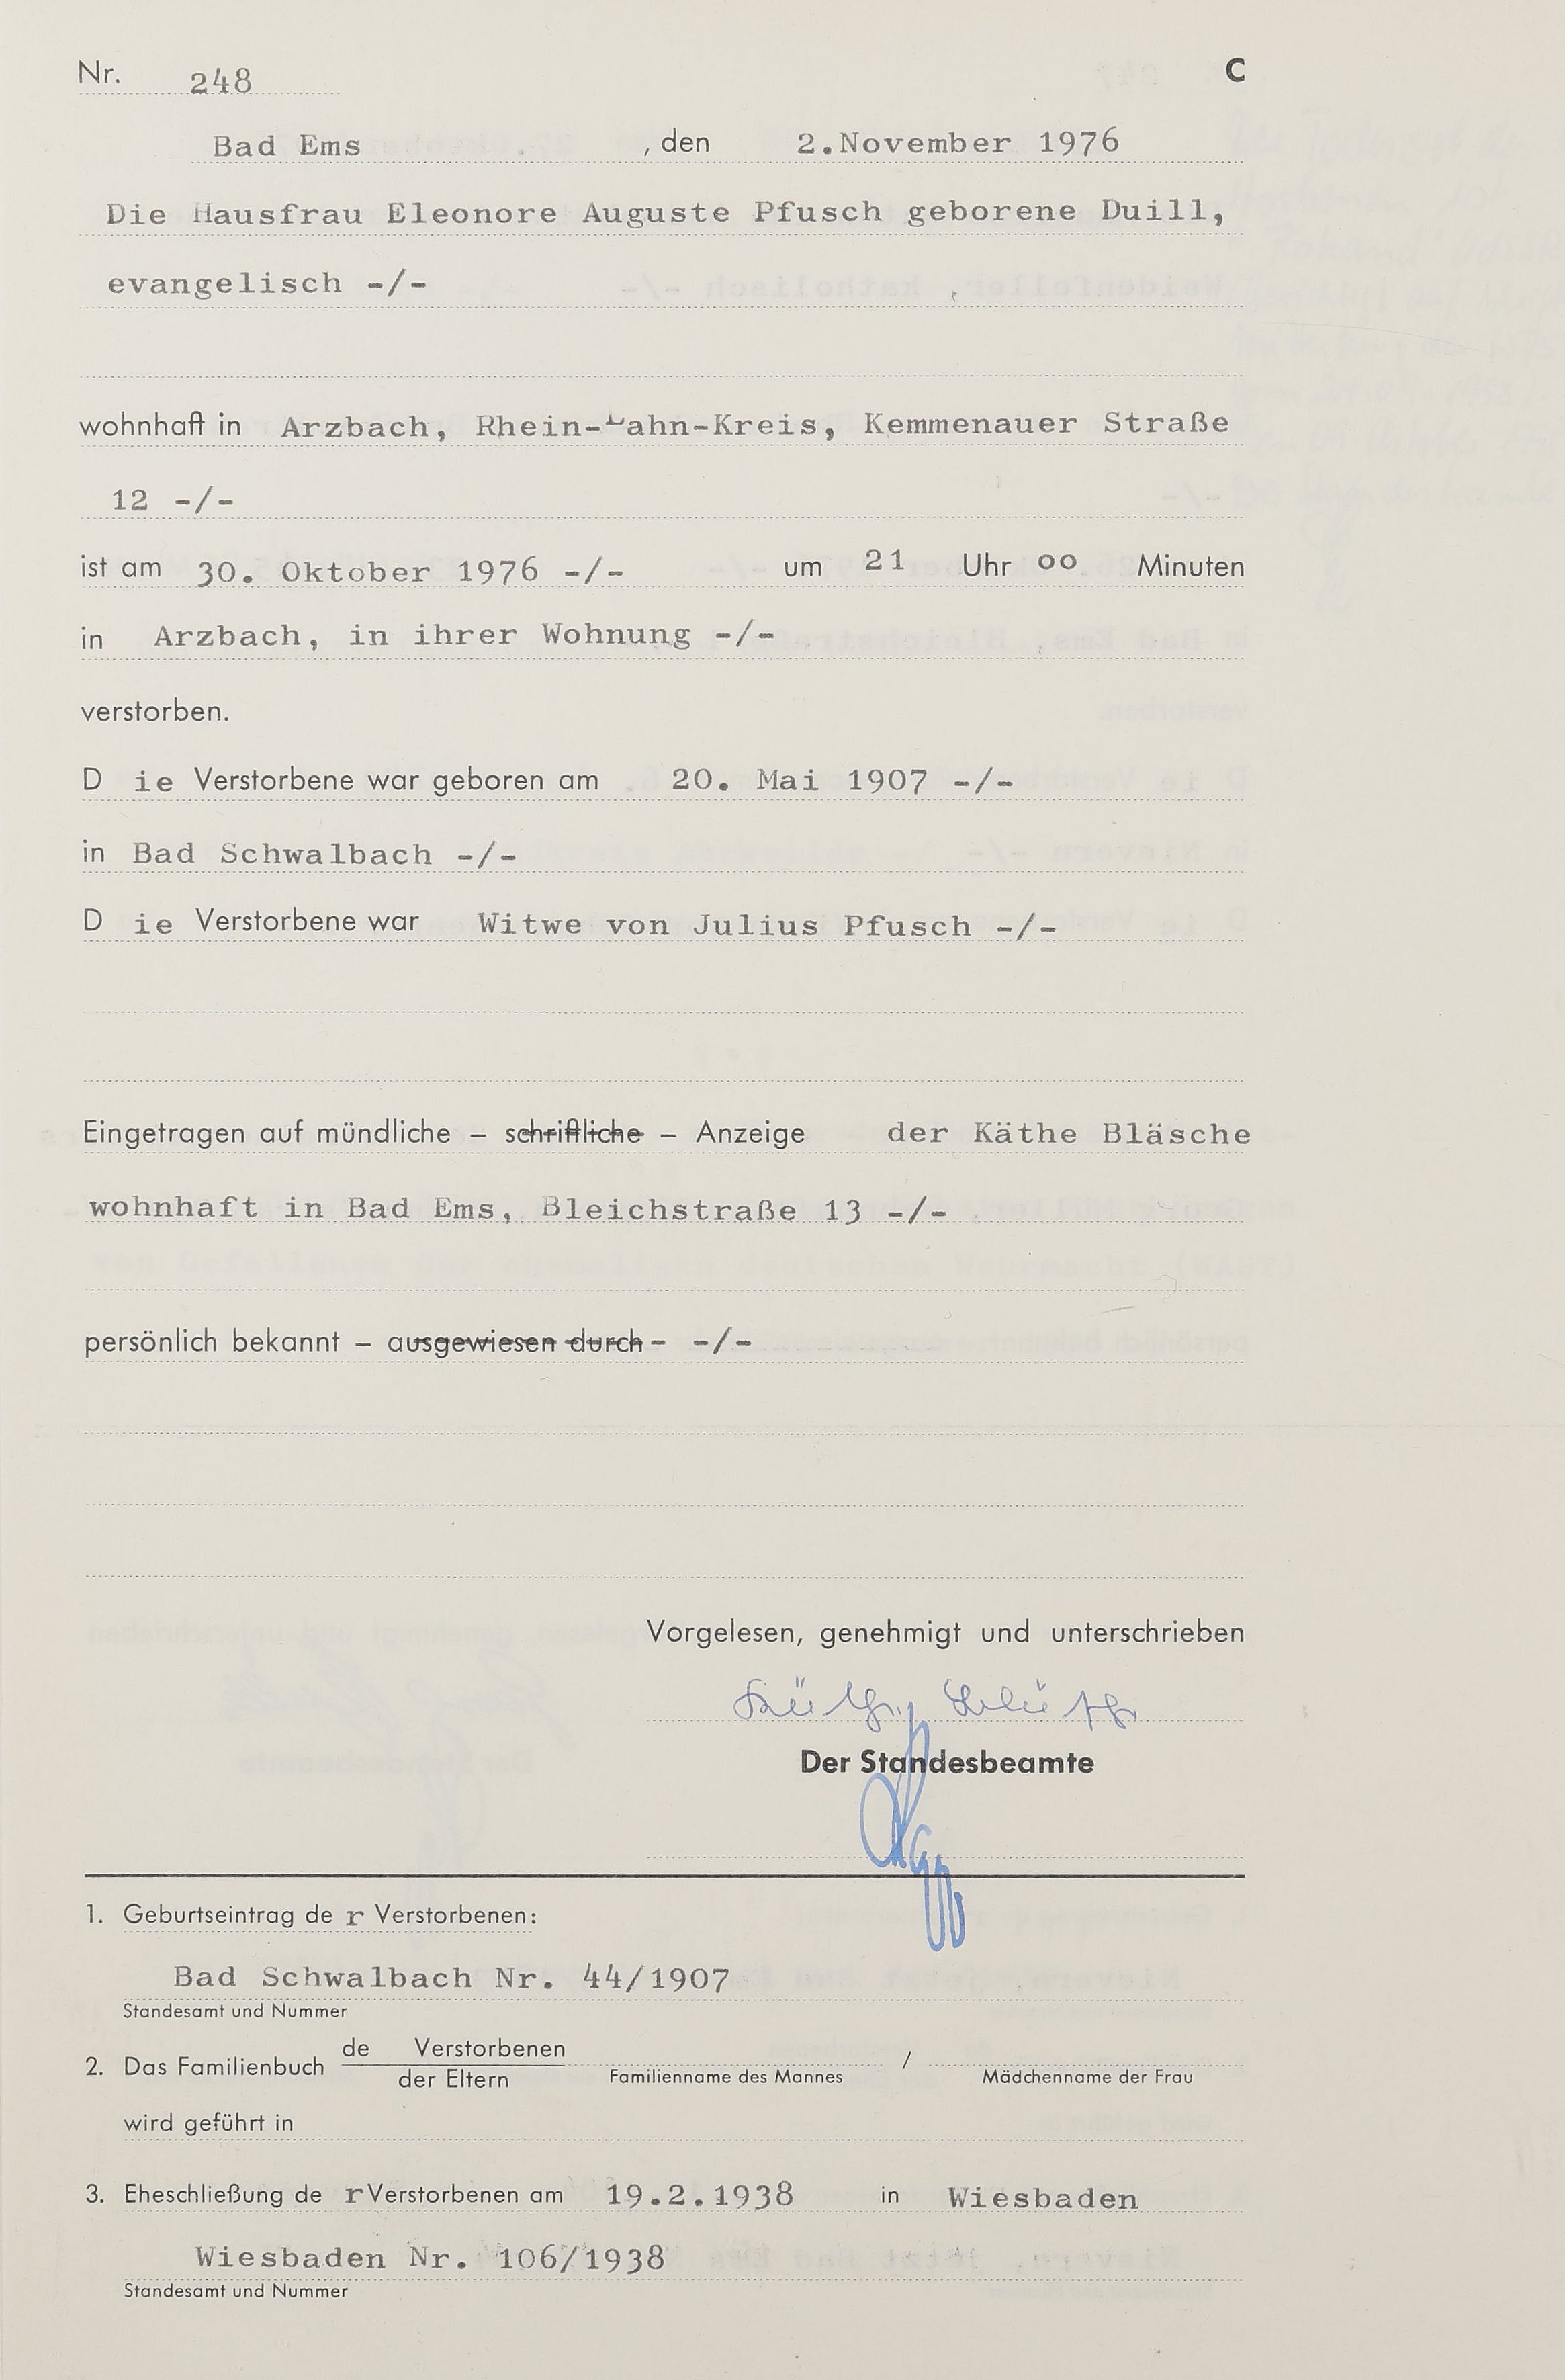 Nr. 248 C
Bad Ems , den 2.November 1976
Die Hausfrau Eleonore Auguste Pfusch geborene Duill,
evangelisch -/-
wohnhaft in Arzbach, Rhein-Lahn-Kreis, Kemmenauer Straße
12 -/-
ist am 30. Oktober 1976 -/- um 21 Uhr oo Minuten
in Arzbach, in ihrer Wohnung -/-
verstorben.
D ie Verstorbene war geboren am 20. Mai 1907 -/-
in Bad Schwalbach -/-
D ie Verstorbene war Witwe von Julius Pfusch -/-
Eingetragen auf mündliche – schriftliche – Anzeige der Käthe Bläsche
wohnhaft in Bad Ems, Bleichstraße 13 -/-
persönlich bekannt – ausgewiesen durch - -/-
Vorgelesen, genehmigt und unterschrieben
Käthe Bläsche
Der Standesbeamte
1. Geburtseintrag de r Verstorbenen:
Bad Schwalbach Nr. 44/1907
Standesamt und Nummer
de Verstorbenen
2. Das Familienbuch /
der Eltern Familienname des Mannes Mädchenname der Frau
wird geführt in
3. Eheschließung de r Verstorbenen am 19.2.1938 in Wiesbaden
Wiesbaden Nr. 106/1938
Standesamt und Nummer